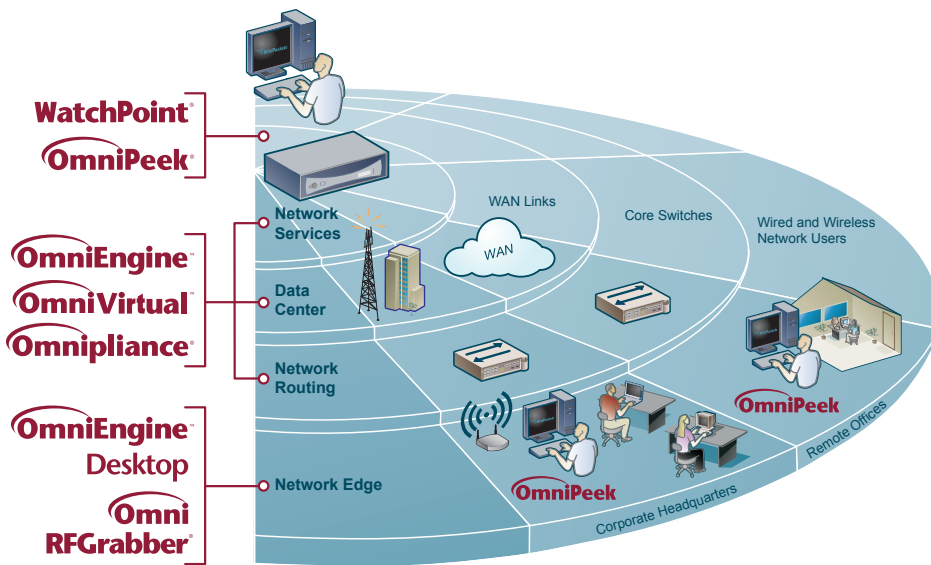 WatchPoint®
OmniPeek®
OmniEngine™
OmniVirtual™
Omnipliance®
OmniEngine™
Desktop
Omni
RFGrabber®
Network
Services
Data
Center
Network
Routing
Network Edge
WAN Links
WAN
Core Switches
Wired and Wireless
Network Users
OmniPeek
OmniPeek
Corporate Headquarters
Remote Offices